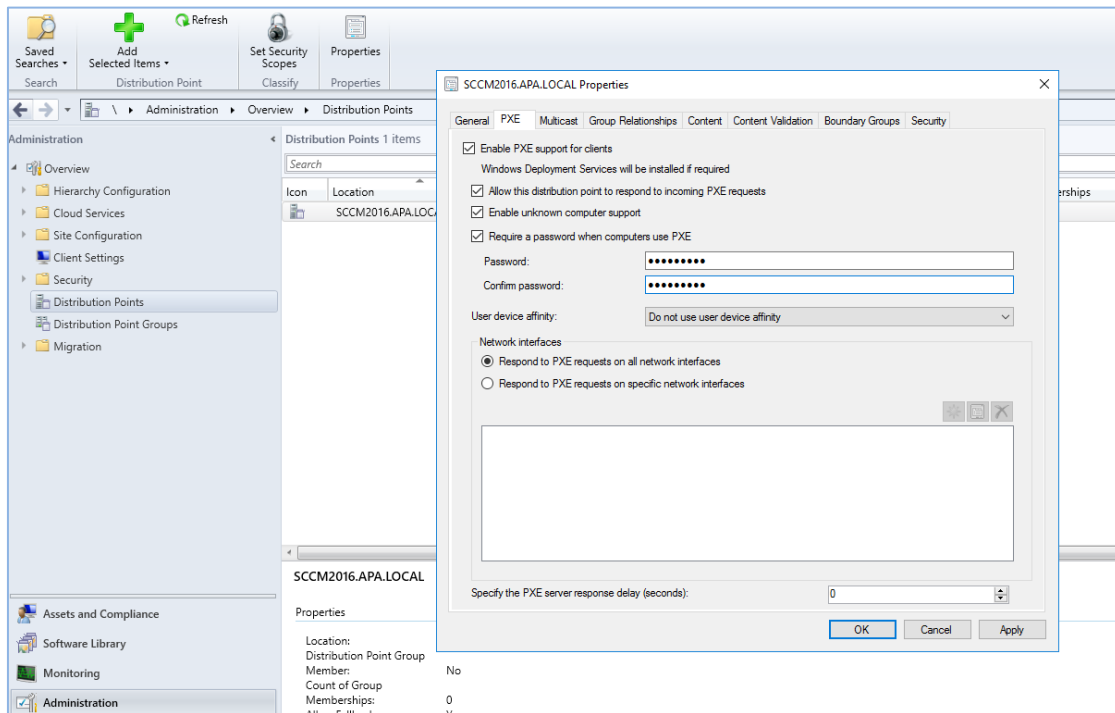 Saved
Searches
Search
Add
Selected Items
Refresh
Distribution Point
Set Security
Scopes
Classify
Properties
Properties
\ Administration Overview Distribution Points
Administration
Overview
Hierarchy Configuration
Cloud Services
Site Configuration
Client Settings
Security
Distribution Points
Distribution Point Groups
Migration
Assets and Compliance
Software Library
Monitoring
Administration
Distribution Points 1 items
Search
Icon Location
SCCM2016.APA.LOCA
erships
SCCM2016.APA.LOCAL
Properties
Location:
Distribution Point Group
Member: No
Count of Group
Memberships: 0
SCCM2016.APA.LOCAL Properties
General PXE Multicast Group Relationships Content Content Validation Boundary Groups Security
Enable PXE support for clients
Windows Deployment Services will be installed if required
Allow this distribution point to respond to incoming PXE requests
Enable unknown computer support
Require a password when computers use PXE
Password: •••••••••
Confirm password: •••••••••
User device affinity: Do not use user device affinity
Network interfaces
Respond to PXE requests on all network interfaces
Respond to PXE requests on specific network interfaces
Specify the PXE server response delay (seconds): 0
OK Cancel Apply